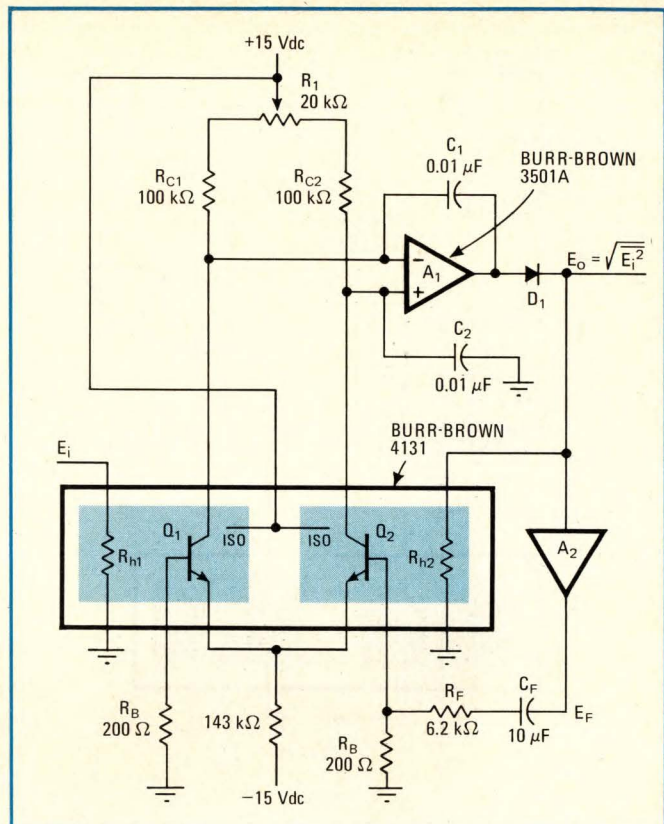 +15 Vdc
R1
20 kΩ
RC1
100 kΩ
RC2
100 kΩ
C1
0.01 μF
BURR-BROWN
3501A
−
A1
+
Eo = √Ei²
D1
C2
0.01 μF
BURR-BROWN
4131
Ei
Rh1
Q1
ISO
ISO
Q2
Rh2
A2
RB
200 Ω
143 kΩ
−15 Vdc
RB
200 Ω
RF
6.2 kΩ
CF
10 μF
EF